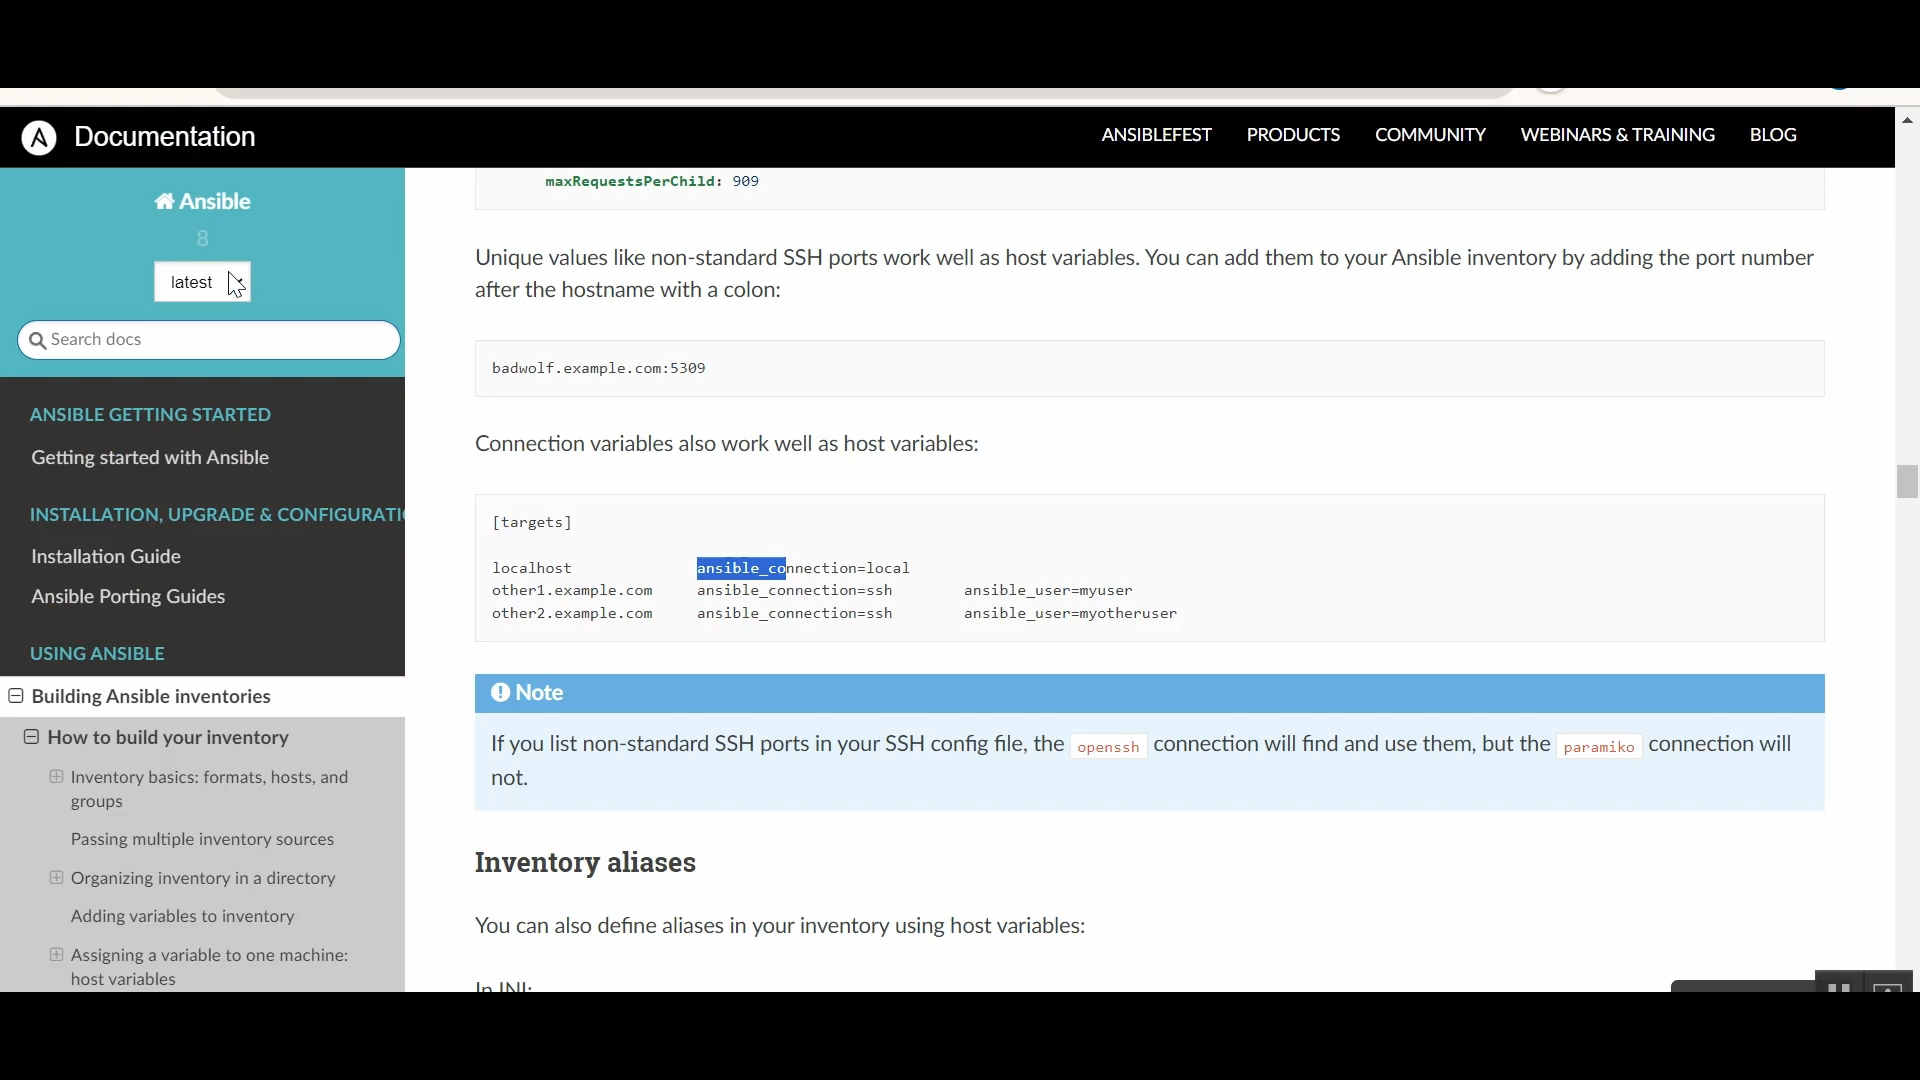 Documentation
ANSIBLEFEST PRODUCTS COMMUNITY WEBINARS & TRAINING BLOG
Ansible
8
latest
Search docs
ANSIBLE GETTING STARTED
Getting started with Ansible
INSTALLATION, UPGRADE & CONFIGURATI
Installation Guide
Ansible Porting Guides
USING ANSIBLE
Building Ansible inventories
How to build your inventory
Inventory basics: formats, hosts, and
groups
Passing multiple inventory sources
Organizing inventory in a directory
Adding variables to inventory
Assigning a variable to one machine:
host variables
maxRequestsPerChild: 909
Unique values like non-standard SSH ports work well as host variables. You can add them to your Ansible inventory by adding the port number
after the hostname with a colon:
badwolf.example.com:5309
Connection variables also work well as host variables:
[targets]
localhost ansible_connection=local
other1.example.com ansible_connection=ssh ansible_user=myuser
other2.example.com ansible_connection=ssh ansible_user=myotheruser
Note
If you list non-standard SSH ports in your SSH config file, the openssh connection will find and use them, but the paramiko connection will
not.
Inventory aliases
You can also define aliases in your inventory using host variables:
In INI: